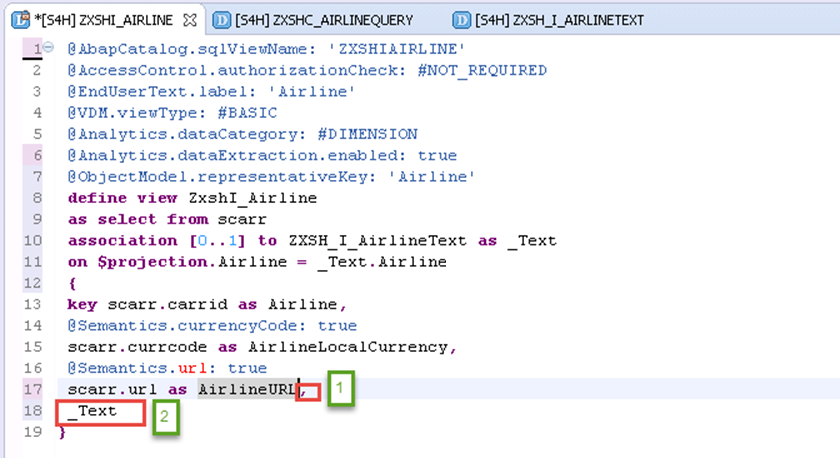 *[S4H] ZXSHI_AIRLINE [S4H] ZXSHC_AIRLINEQUERY [S4H] ZXSH_I_AIRLINETEXT
1 @AbapCatalog.sqlViewName: 'ZXSHIAIRLINE'
2 @AccessControl.authorizationCheck: #NOT_REQUIRED
3 @EndUserText.label: 'Airline'
4 @VDM.viewType: #BASIC
5 @Analytics.dataCategory: #DIMENSION
6 @Analytics.dataExtraction.enabled: true
7 @ObjectModel.representativeKey: 'Airline'
8 define view ZxshI_Airline
9 as select from scarr
10 association [0..1] to ZXSH_I_AirlineText as _Text
11 on $projection.Airline = _Text.Airline
12 {
13 key scarr.carrid as Airline,
14 @Semantics.currencyCode: true
15 scarr.currcode as AirlineLocalCurrency,
16 @Semantics.url: true
17 scarr.url as AirlineURL, 1
18 _Text 2
19 }